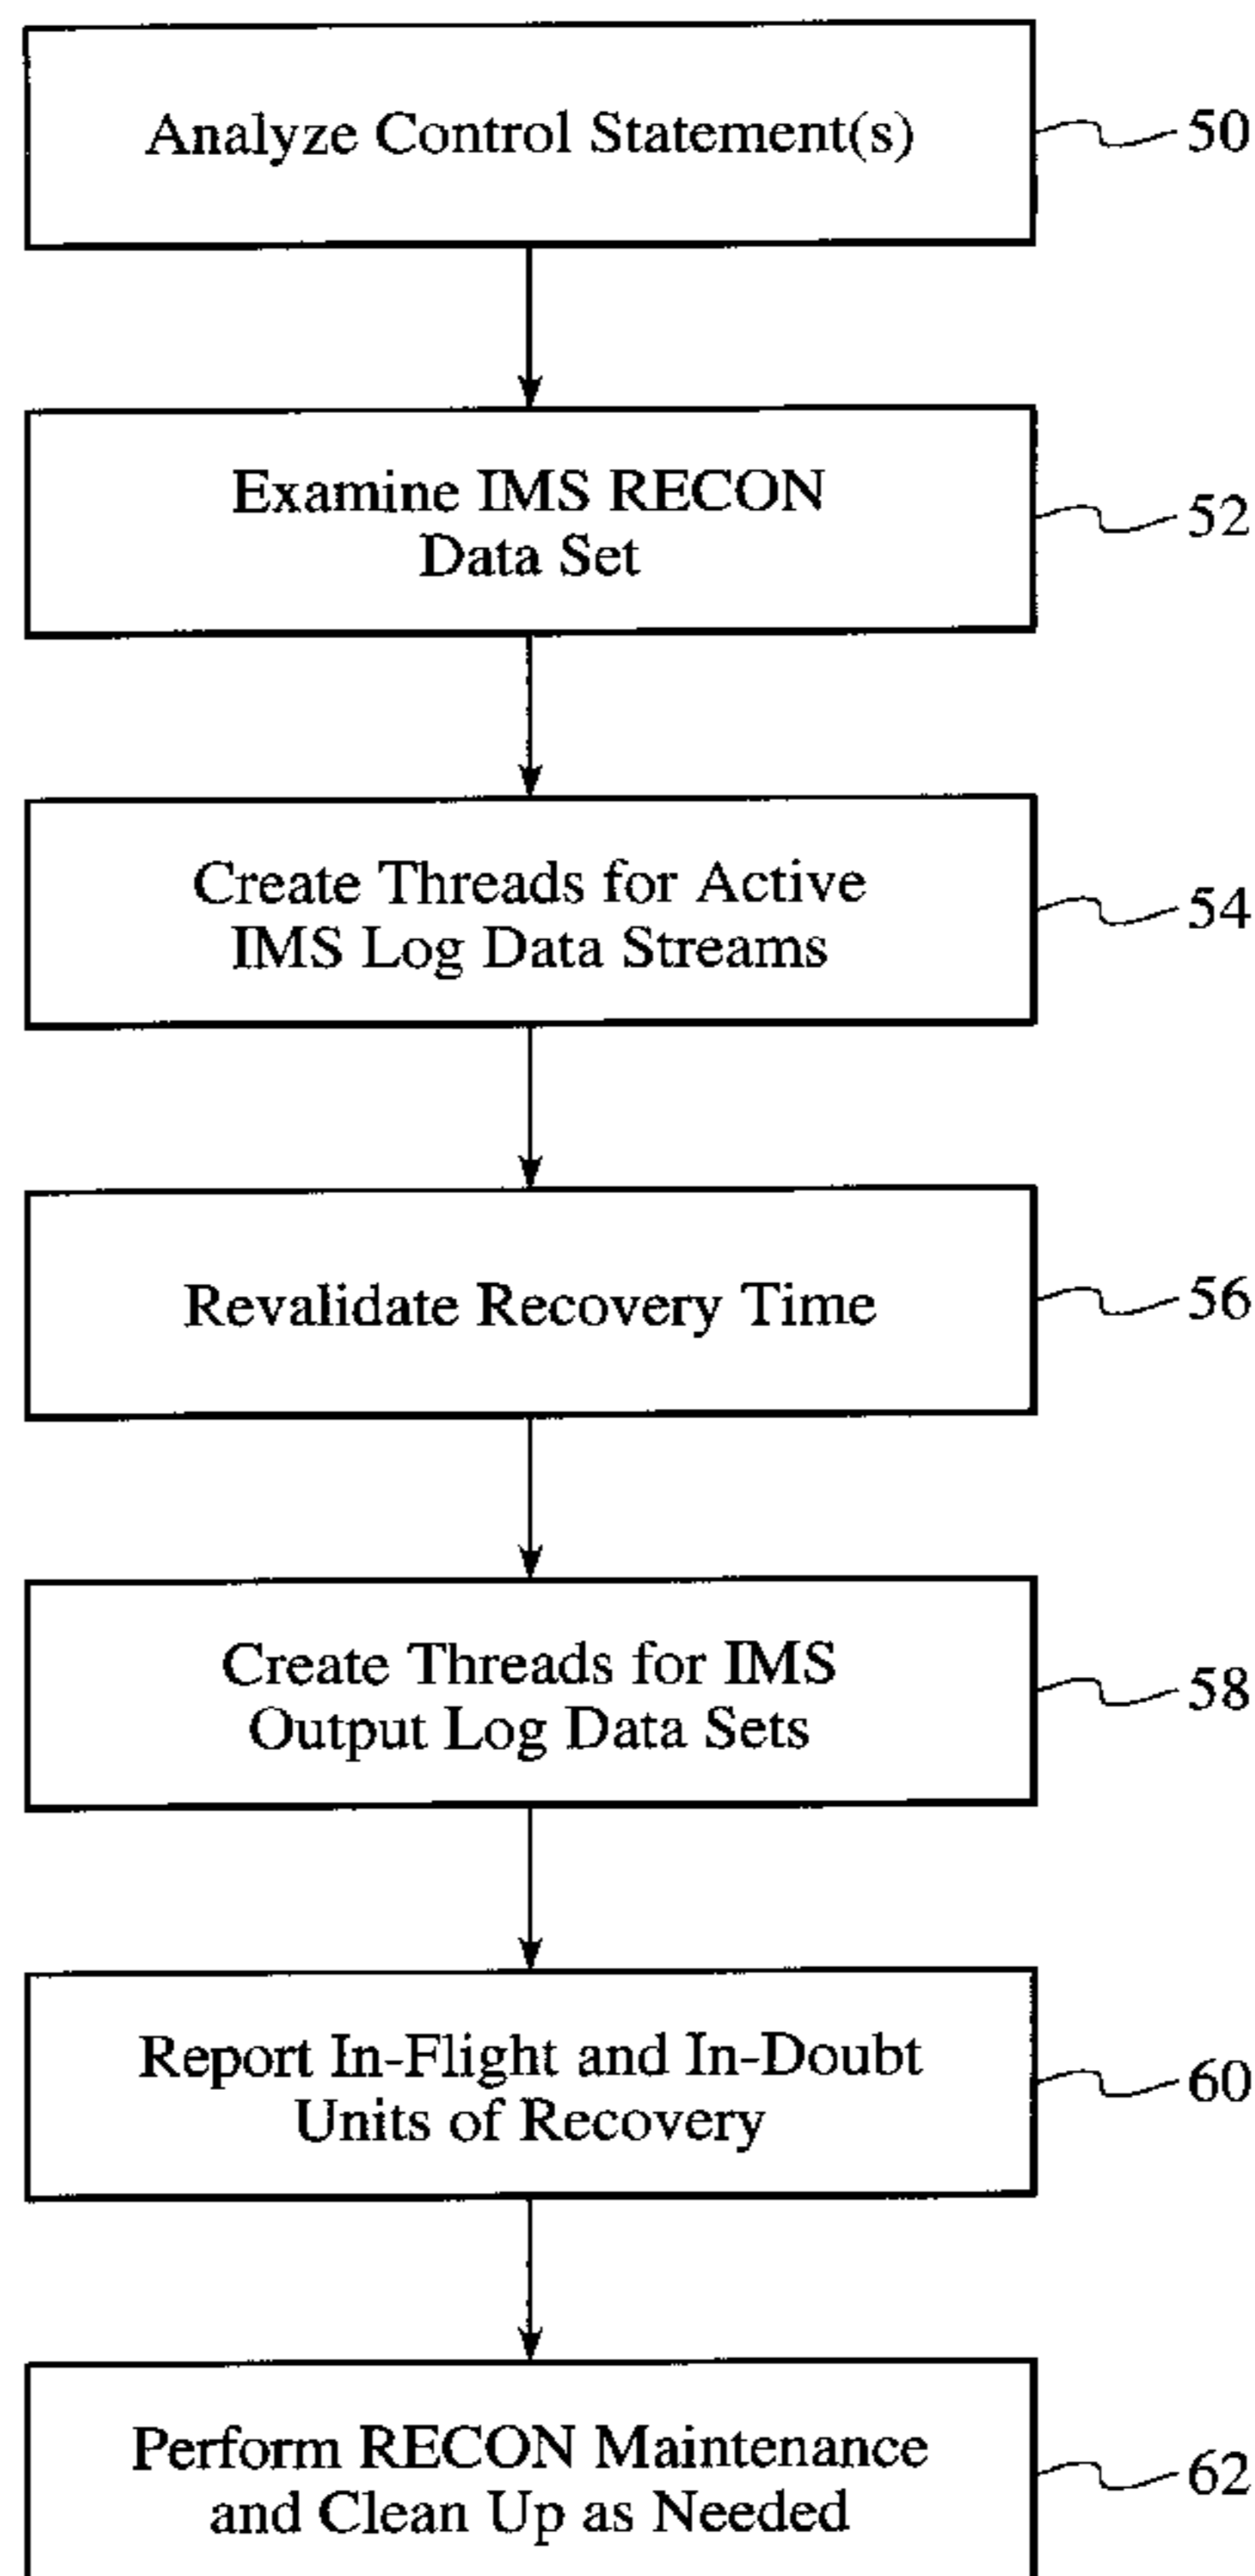 Analyze Control Statement(s)
50
Examine IMS RECON
Data Set
52
Create Threads for Active
IMS Log Data Streams
54
Revalidate Recovery Time
56
Create Threads for IMS
Output Log Data Sets
58
Report In-Flight and In-Doubt
Units of Recovery
60
Perform RECON Maintenance
and Clean Up as Needed
62